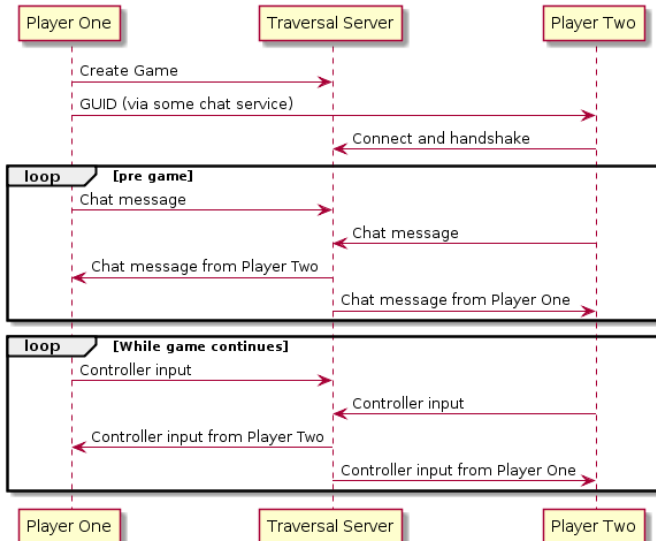 Player One
Traversal Server
Player Two
Create Game
GUID (via some chat service)
Connect and handshake
loop
[pre game]
Chat message
Chat message
Chat message from Player Two
Chat message from Player One
loop
[While game continues]
Controller input
Controller input
Controller input from Player Two
Controller input from Player One
Player One
Traversal Server
Player Two